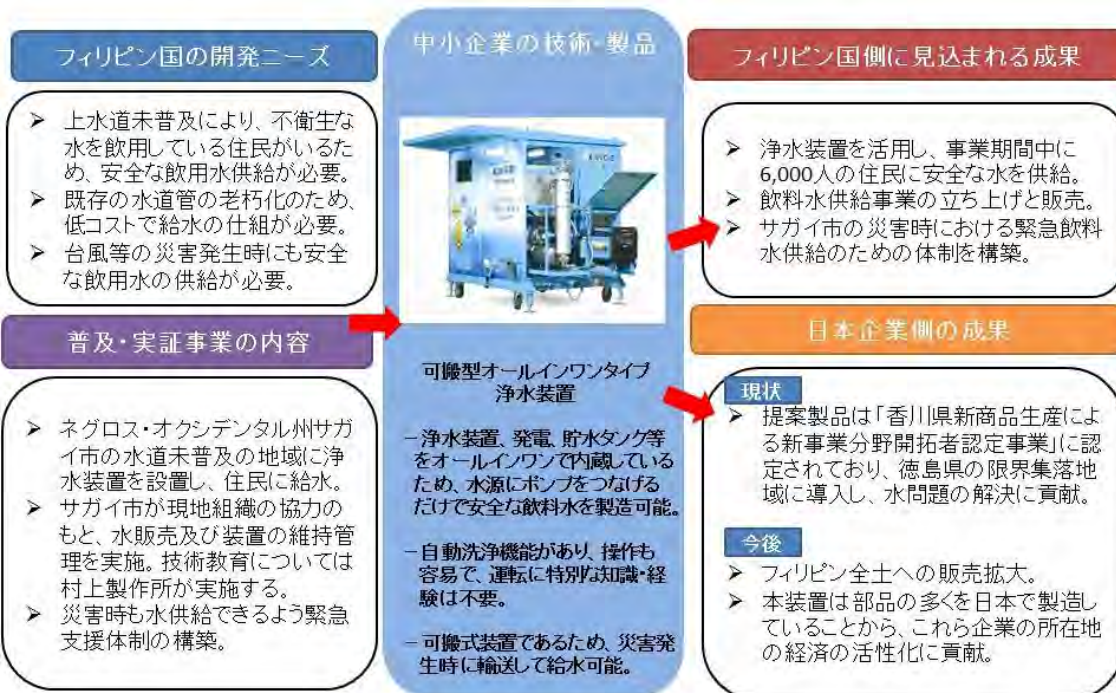 フィリピン国の開発ニーズ
➢ 上水道未普及により、不衛生な
水を飲用している住民がいるた
め、安全な飲用水供給が必要。
➢ 既存の水道管の老朽化のため、
低コストで給水の仕組が必要。
➢ 台風等の災害発生時にも安全
な飲用水の供給が必要。
普及・実証事業の内容
➢ ネグロス・オクシデンタル州サガ
イ市の水道未普及の地域に浄
水装置を設置し、住民に給水。
➢ サガイ市が現地組織の協力の
もと、水販売及び装置の維持管
理を実施。技術教育については
村上製作所が実施する。
➢ 災害時も水供給できるよう緊急
支援体制の構築。
中小企業の技術・製品
可搬型オールインワンタイプ
浄水装置
－浄水装置、発電、貯水タンク等
をオールインワンで内蔵している
ため、水源にポンプをつなげる
だけで安全な飲料水を製造可能。
－自動洗浄機能があり、操作も
容易で、運転に特別な知識・経
験は不要。
－可搬式装置であるため、災害発
生時に輸送して給水可能。
フィリピン国側に見込まれる成果
➢ 浄水装置を活用し、事業期間中に
6,000人の住民に安全な水を供給。
➢ 飲料水供給事業の立ち上げと販売。
➢ サガイ市の災害時における緊急飲料
水供給のための体制を構築。
日本企業側の成果
現状
➢ 提案製品は「香川県新商品生産によ
る新事業分野開拓者認定事業」に認
定されており、徳島県の限界集落地
域に導入し、水問題の解決に貢献。
今後
➢ フィリピン全土への販売拡大。
➢ 本装置は部品の多くを日本で製造し
ていることから、これら企業の所在地
の経済の活性化に貢献。